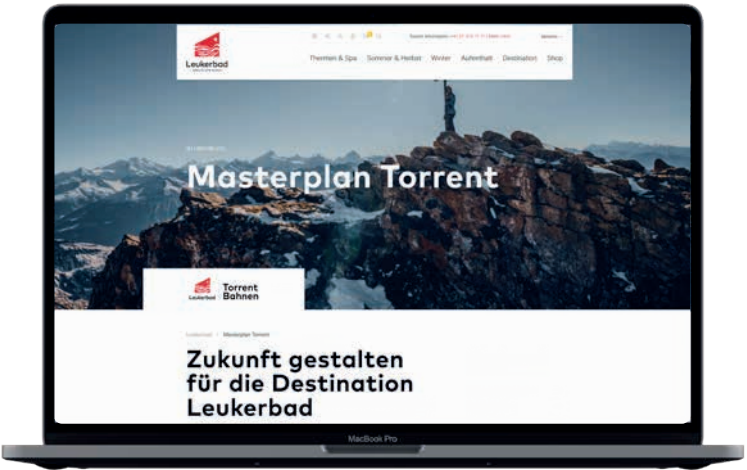 Leukerbad
Thermen & Spa Sommer & Herbst Winter Aufenthalt Destination Shop
Masterplan Torrent
Leukerbad
Torrent
Bahnen
Masterplan Torrent
Zukunft gestalten
für die Destination
Leukerbad
MacBook Pro